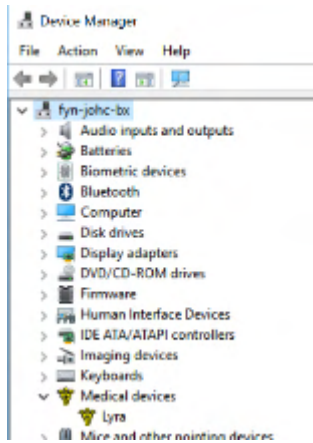 Device Manager
File Action View Help
fyn-johc-bx
Audio inputs and outputs
Batteries
Biometric devices
Bluetooth
Computer
Disk drives
Display adapters
DVD/CD-ROM drives
Firmware
Human Interface Devices
IDE ATA/ATAPI controllers
Imaging devices
Keyboards
Medical devices
Lyra
Mice and other pointing devices